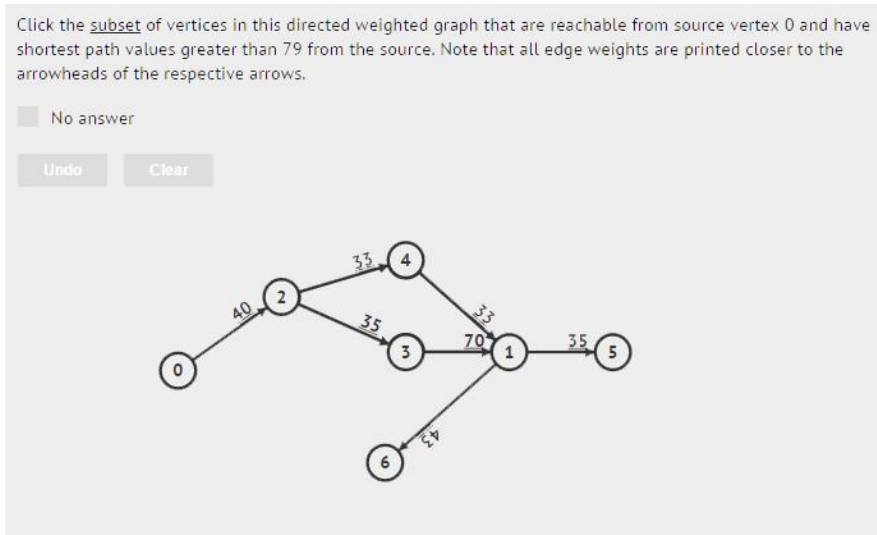 Click the subset of vertices in this directed weighted graph that are reachable from source vertex 0 and have
shortest path values greater than 79 from the source. Note that all edge weights are printed closer to the
arrowheads of the respective arrows.
No answer
Undo Clear
33 4
40 2
33
35
70
3 1 35 5
0
43
6